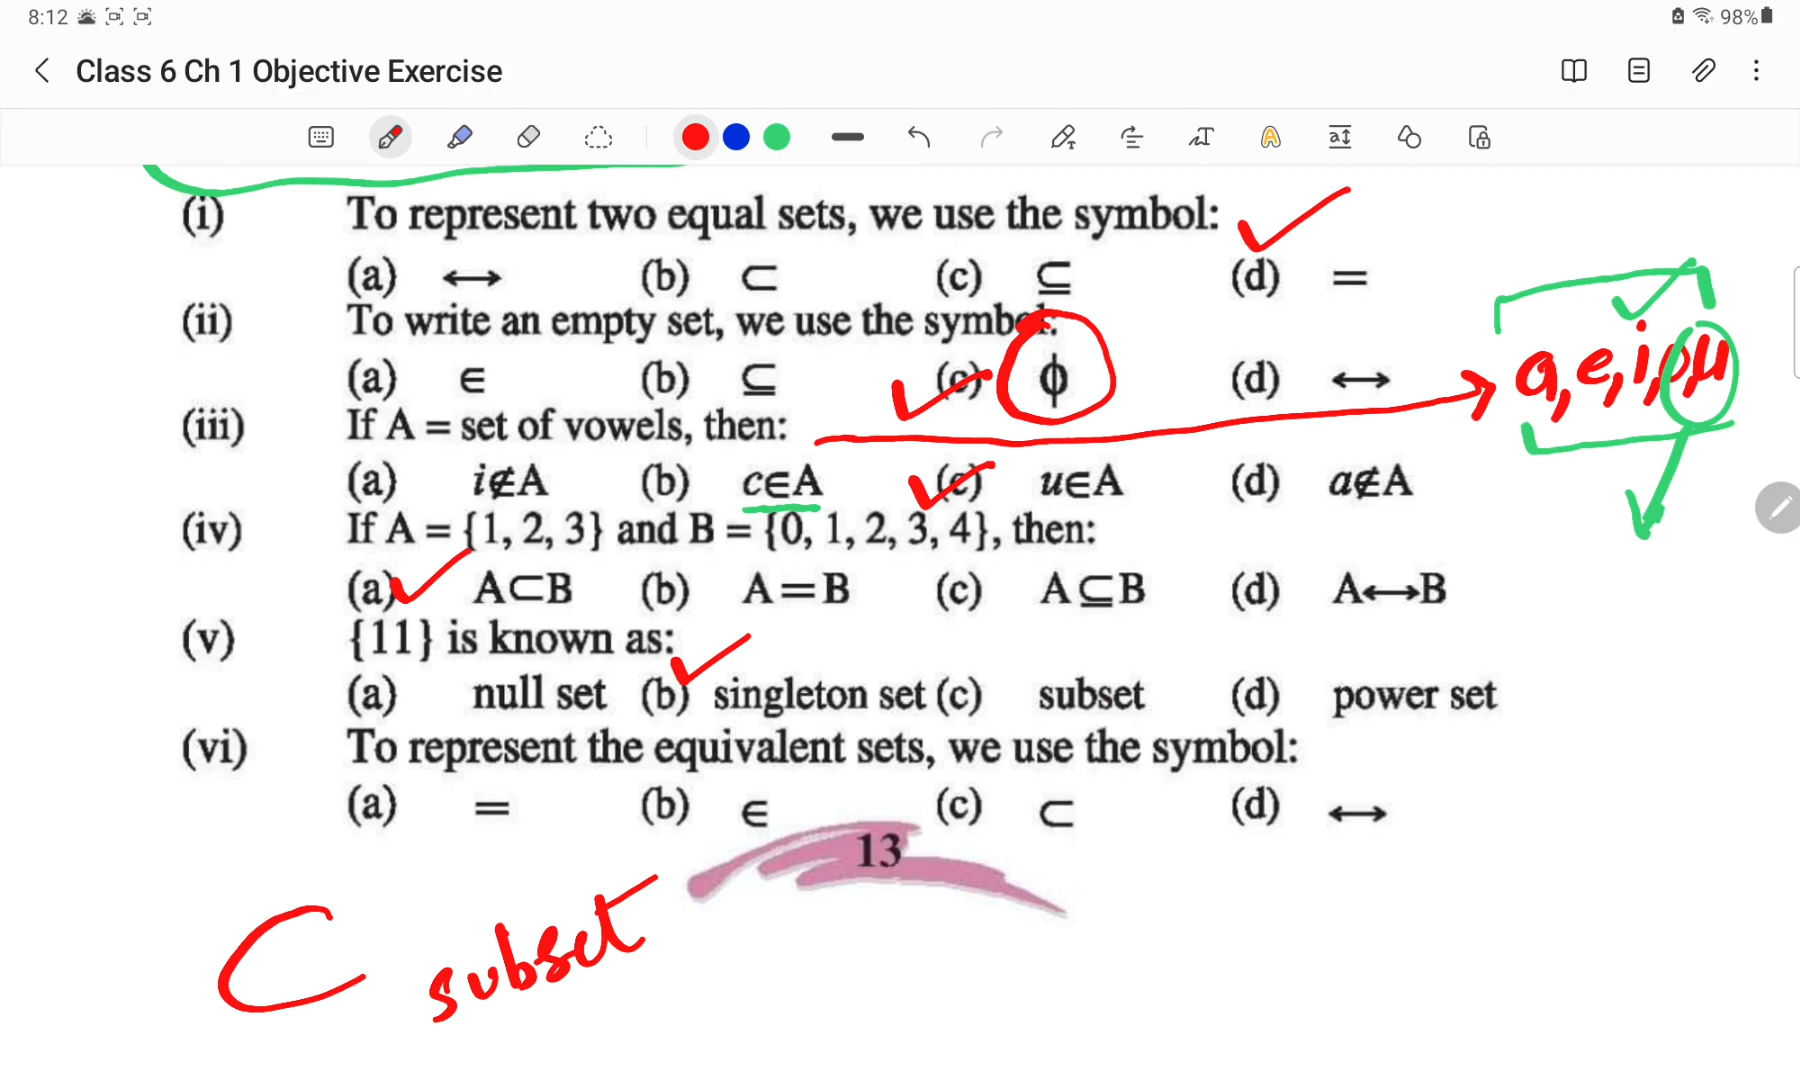 8:12
98%
Class 6 Ch 1 Objective Exercise
(i) To represent two equal sets, we use the symbol:
(a) ↔ (b) ⊂ (c) ⊆ (d) =
(ii) To write an empty set, we use the symbol:
(a) ∈ (b) ⊆ (c) ϕ (d) ↔
a, e, i, o, u
(iii) If A = set of vowels, then:
(a) i∉A (b) c∈A (c) u∈A (d) a∉A
(iv) If A = {1, 2, 3} and B = {0, 1, 2, 3, 4}, then:
(a) A⊂B (b) A=B (c) A⊆B (d) A↔B
(v) {11} is known as:
(a) null set (b) singleton set (c) subset (d) power set
(vi) To represent the equivalent sets, we use the symbol:
(a) = (b) ∈ (c) ⊂ (d) ↔
13
⊂ subset